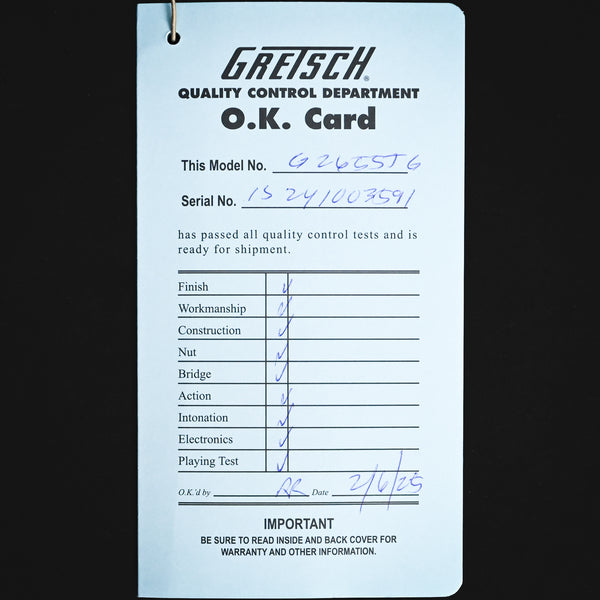 GRETSCH®
QUALITY CONTROL DEPARTMENT
O.K. Card
This Model No. G2655TG
Serial No. IS241003591
has passed all quality control tests and is
ready for shipment.
Finish ✓
Workmanship ✓
Construction ✓
Nut ✓
Bridge ✓
Action ✓
Intonation ✓
Electronics ✓
Playing Test ✓
O.K.'d by AR Date 2/6/25
IMPORTANT
BE SURE TO READ INSIDE AND BACK COVER FOR
WARRANTY AND OTHER INFORMATION.